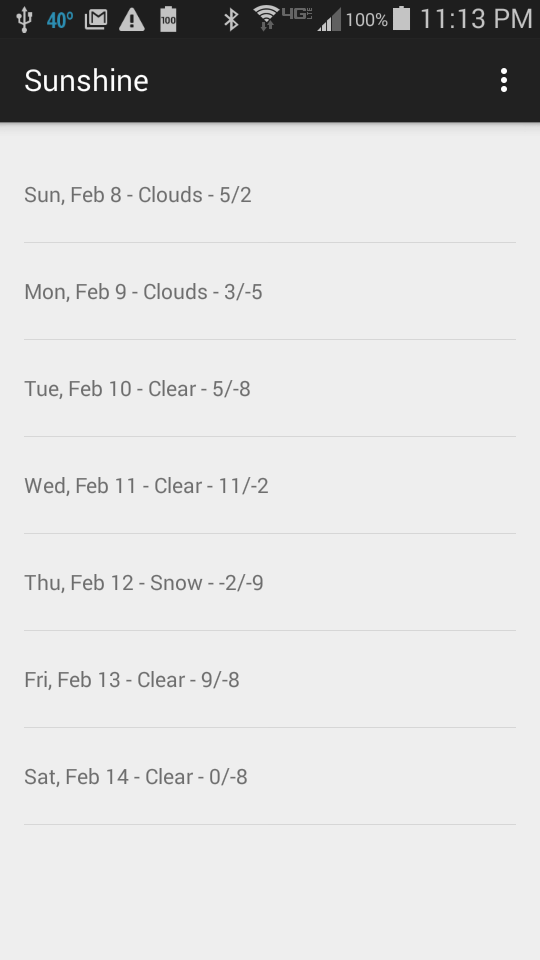 40° 100 4G LTE 100% 11:13 PM
Sunshine
Sun, Feb 8 - Clouds - 5/2
Mon, Feb 9 - Clouds - 3/-5
Tue, Feb 10 - Clear - 5/-8
Wed, Feb 11 - Clear - 11/-2
Thu, Feb 12 - Snow - -2/-9
Fri, Feb 13 - Clear - 9/-8
Sat, Feb 14 - Clear - 0/-8